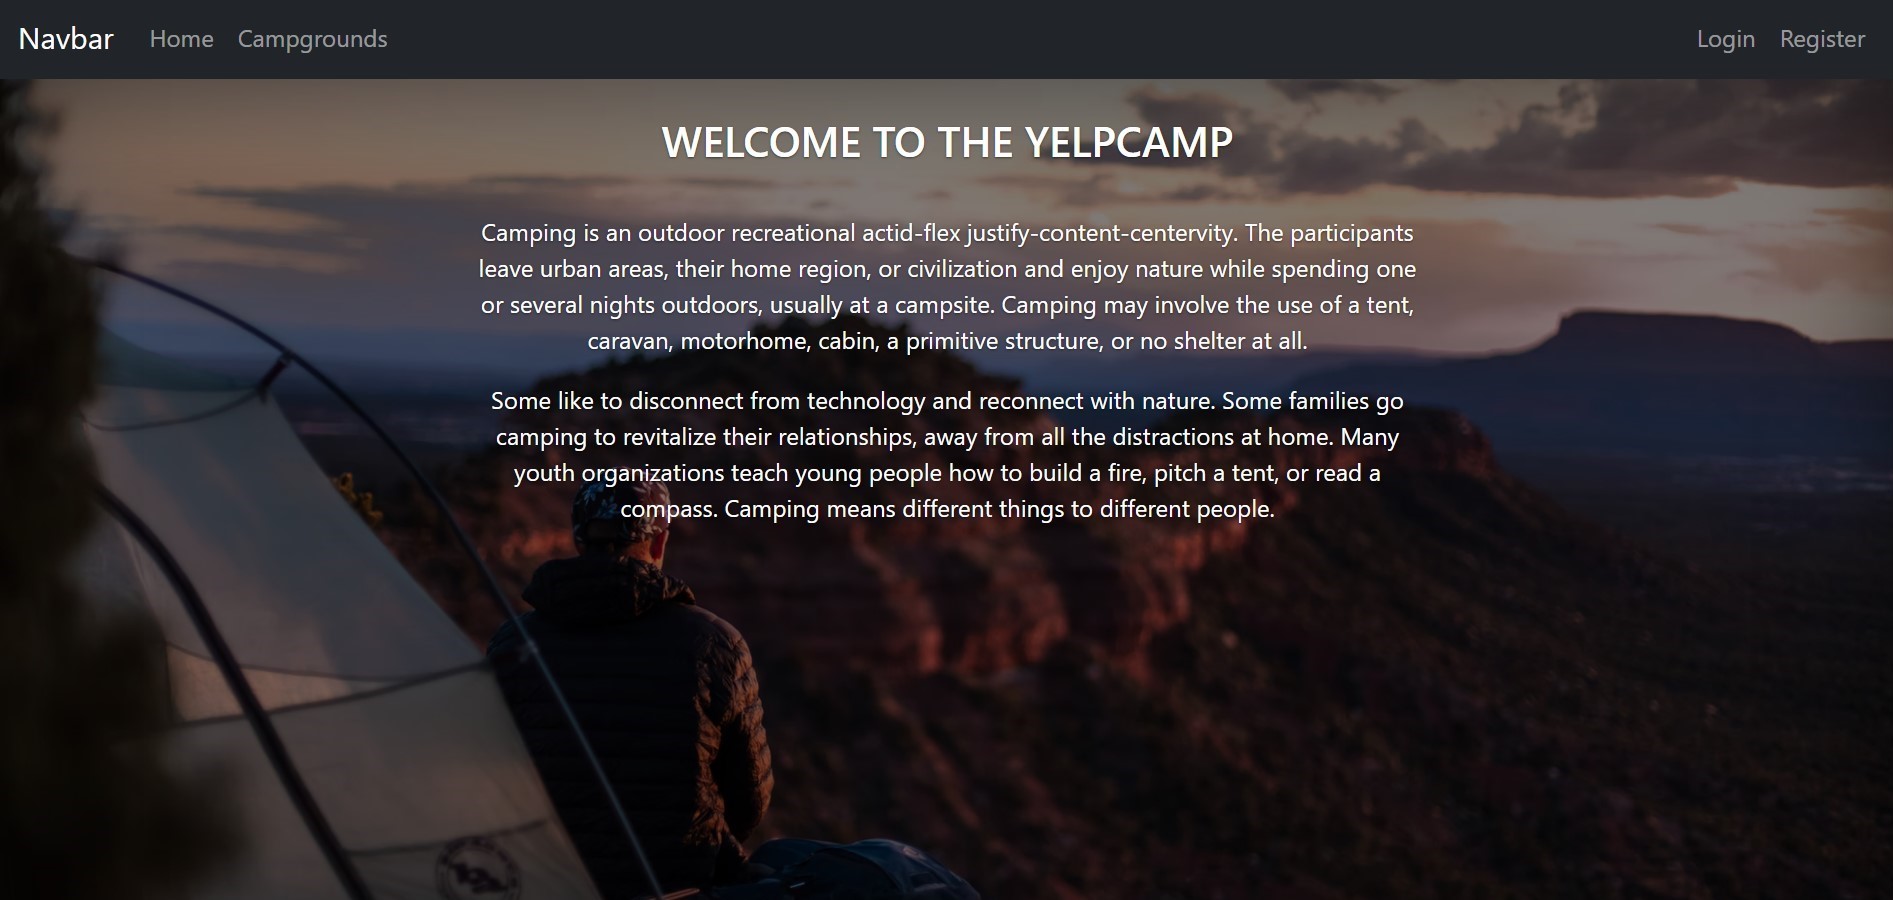 Navbar Home Campgrounds Login Register
WELCOME TO THE YELPCAMP
Camping is an outdoor recreational actid-flex justify-content-centervity. The participants
leave urban areas, their home region, or civilization and enjoy nature while spending one
or several nights outdoors, usually at a campsite. Camping may involve the use of a tent,
caravan, motorhome, cabin, a primitive structure, or no shelter at all.
Some like to disconnect from technology and reconnect with nature. Some families go
camping to revitalize their relationships, away from all the distractions at home. Many
youth organizations teach young people how to build a fire, pitch a tent, or read a
compass. Camping means different things to different people.